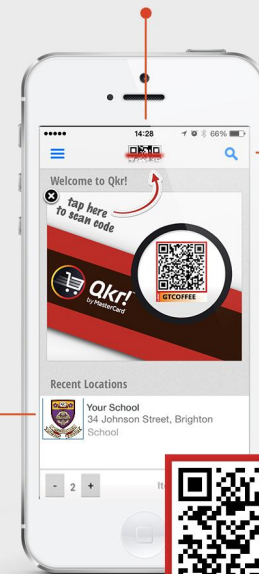 14:28
66%
Welcome to Qkr!
tap here
to scan code
Qkr!
by MasterCard
GTCOFFEE
Recent Locations
Your School
34 Johnson Street, Brighton
School
- 2 +